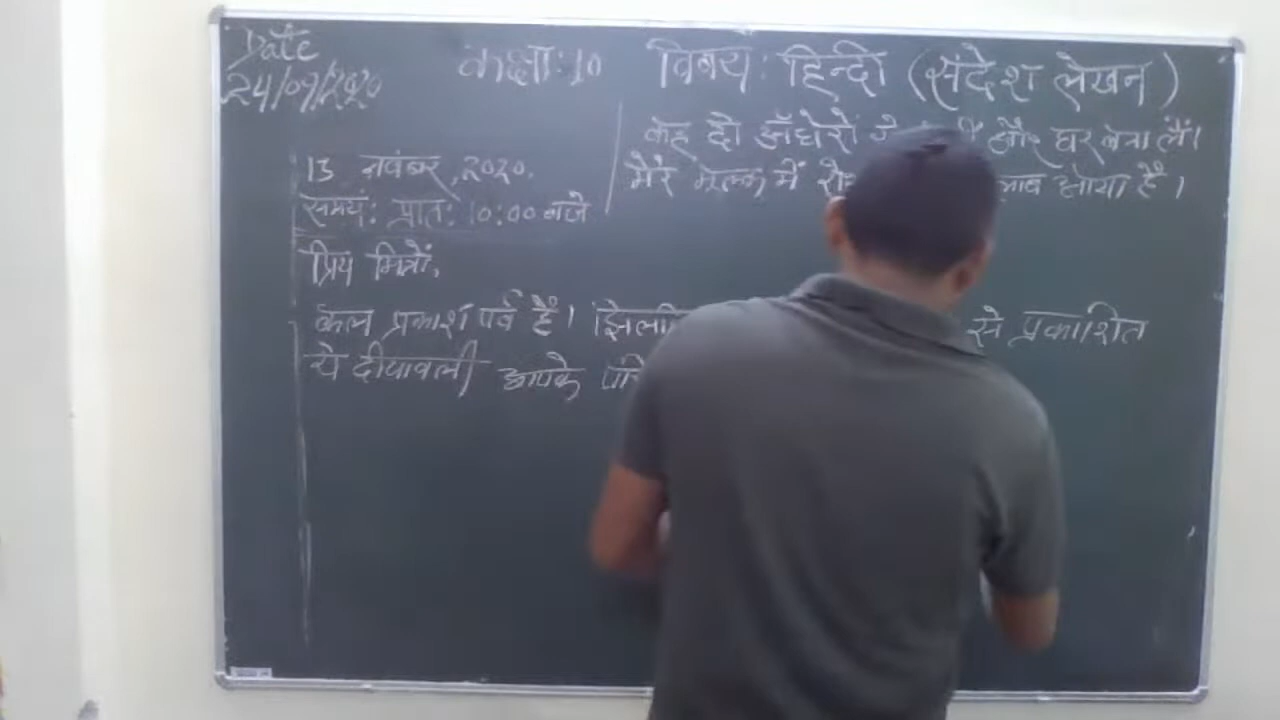 Date
24/07/2020
कक्षा: 10 विषय: हिन्दी (संदेश लेखन)
कह दो अँधेरों से और घर बना लें।
मेरे मुल्क में आया है।
13 नवंबर, 2020.
समय: प्रात: 10:00 बजे
प्रिय मित्रों,
कल प्रकाश पर्व है। से प्रकाशित
ये दीपावली आपके